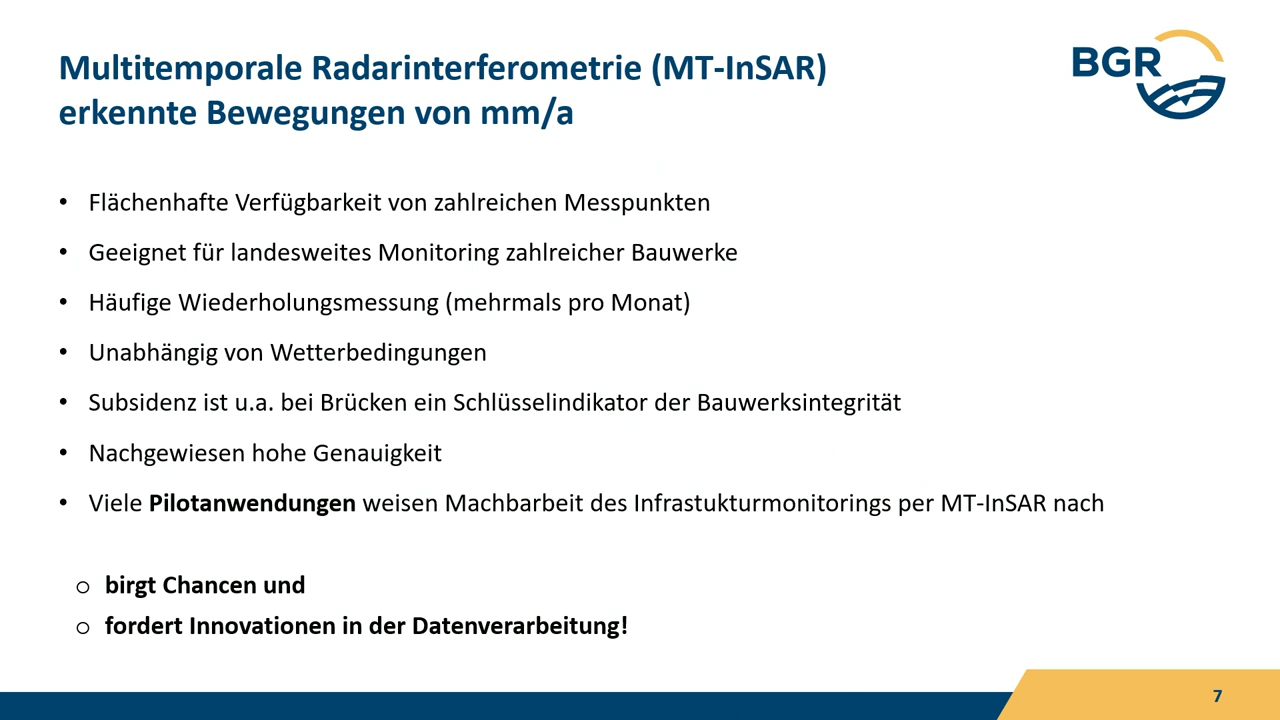 Multitemporale Radarinterferometrie (MT-InSAR)
erkennte Bewegungen von mm/a
BGR
• Flächenhafte Verfügbarkeit von zahlreichen Messpunkten
• Geeignet für landesweites Monitoring zahlreicher Bauwerke
• Häufige Wiederholungsmessung (mehrmals pro Monat)
• Unabhängig von Wetterbedingungen
• Subsidenz ist u.a. bei Brücken ein Schlüsselindikator der Bauwerksintegrität
• Nachgewiesen hohe Genauigkeit
• Viele Pilotanwendungen weisen Machbarbeit des Infrastukturmonitorings per MT-InSAR nach
o birgt Chancen und
o fordert Innovationen in der Datenverarbeitung!
7